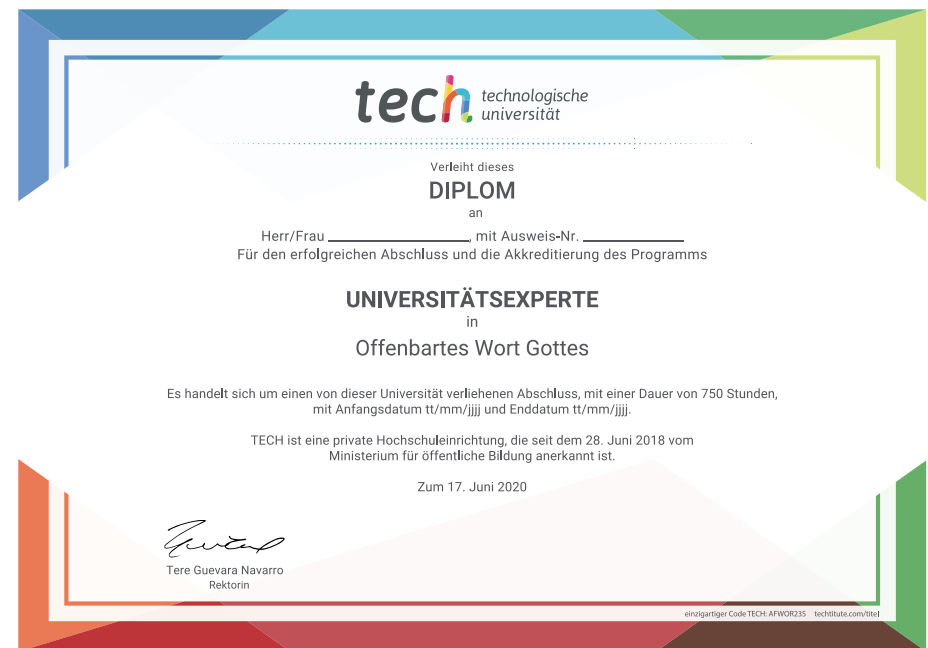 tech technologische
universität
Verleiht dieses
DIPLOM
an
Herr/Frau ____________________, mit Ausweis-Nr. ______________
Für den erfolgreichen Abschluss und die Akkreditierung des Programms
UNIVERSITÄTSEXPERTE
in
Offenbartes Wort Gottes
Es handelt sich um einen von dieser Universität verliehenen Abschluss, mit einer Dauer von 750 Stunden,
mit Anfangsdatum tt/mm/jjjj und Enddatum tt/mm/jjjj.
TECH ist eine private Hochschuleinrichtung, die seit dem 28. Juni 2018 vom
Ministerium für öffentliche Bildung anerkannt ist.
Zum 17. Juni 2020
Tere Guevara Navarro
Rektorin
einzigartiger Code TECH: AFWOR235 techtitute.com/titel